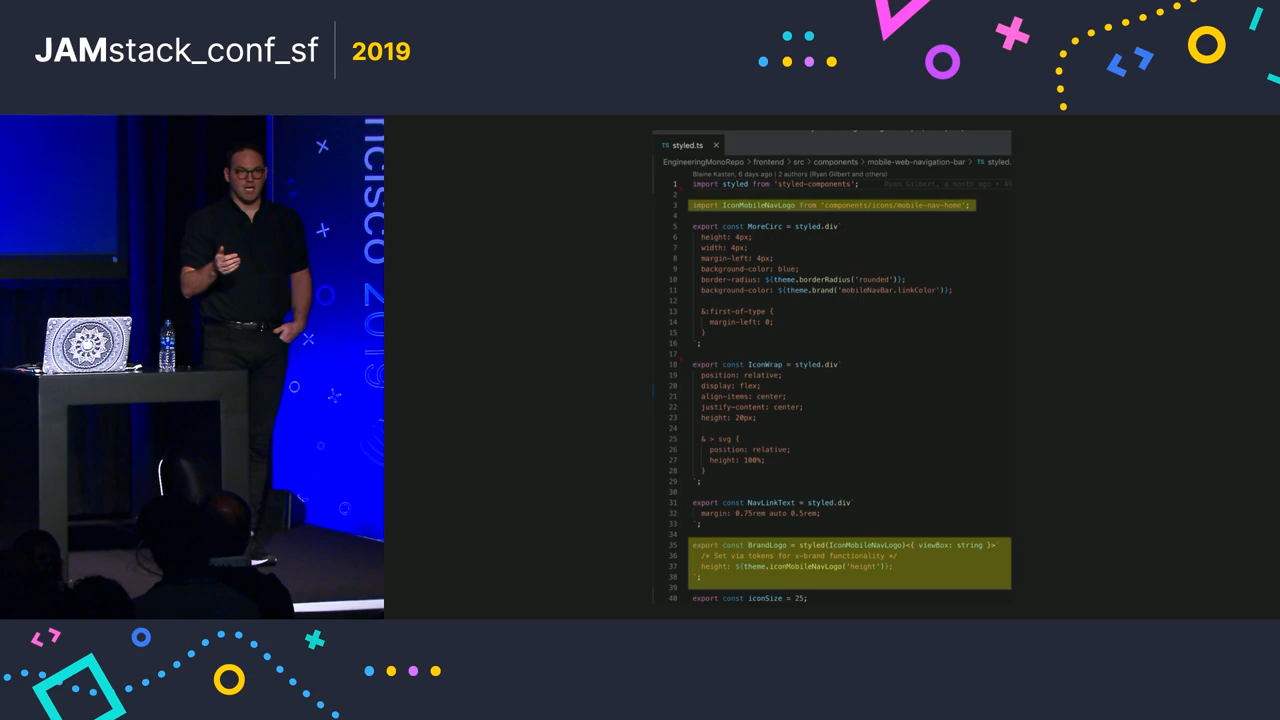 JAMstack_conf_sf
2019
ncisco 2019
TS styled.ts ×
EngineeringMonoRepo > frontend > src > components > mobile-web-navigation-bar > TS styled.
Blaine Kasten, 6 days ago | 2 authors (Ryan Gilbert and others)
1 import styled from 'styled-components'; Ryan Gilbert, a month ago •
2
3 import IconMobileNavLogo from 'components/icons/mobile-nav-home';
4
5 export const MoreCirc = styled.div`
6 height: 4px;
7 width: 4px;
8 margin-left: 4px;
9 background-color: blue;
10 border-radius: ${theme.borderRadius('rounded')};
11 background-color: ${theme.brand('mobileNavBar.linkColor')};
12
13 &:first-of-type {
14 margin-left: 0;
15 }
16 `;
17
18 export const IconWrap = styled.div`
19 position: relative;
20 display: flex;
21 align-items: center;
22 justify-content: center;
23 height: 20px;
24
25 & > svg {
26 position: relative;
27 height: 100%;
28 }
29 `;
30
31 export const NavLinkText = styled.div`
32 margin: 0.75rem auto 0.5rem;
33 `;
34
35 export const BrandLogo = styled(IconMobileNavLogo)<{ viewBox: string }>`
36 /* Set via tokens for x-brand functionality */
37 height: ${theme.iconMobileNavLogo('height')};
38 `;
39
40 export const iconSize = 25;